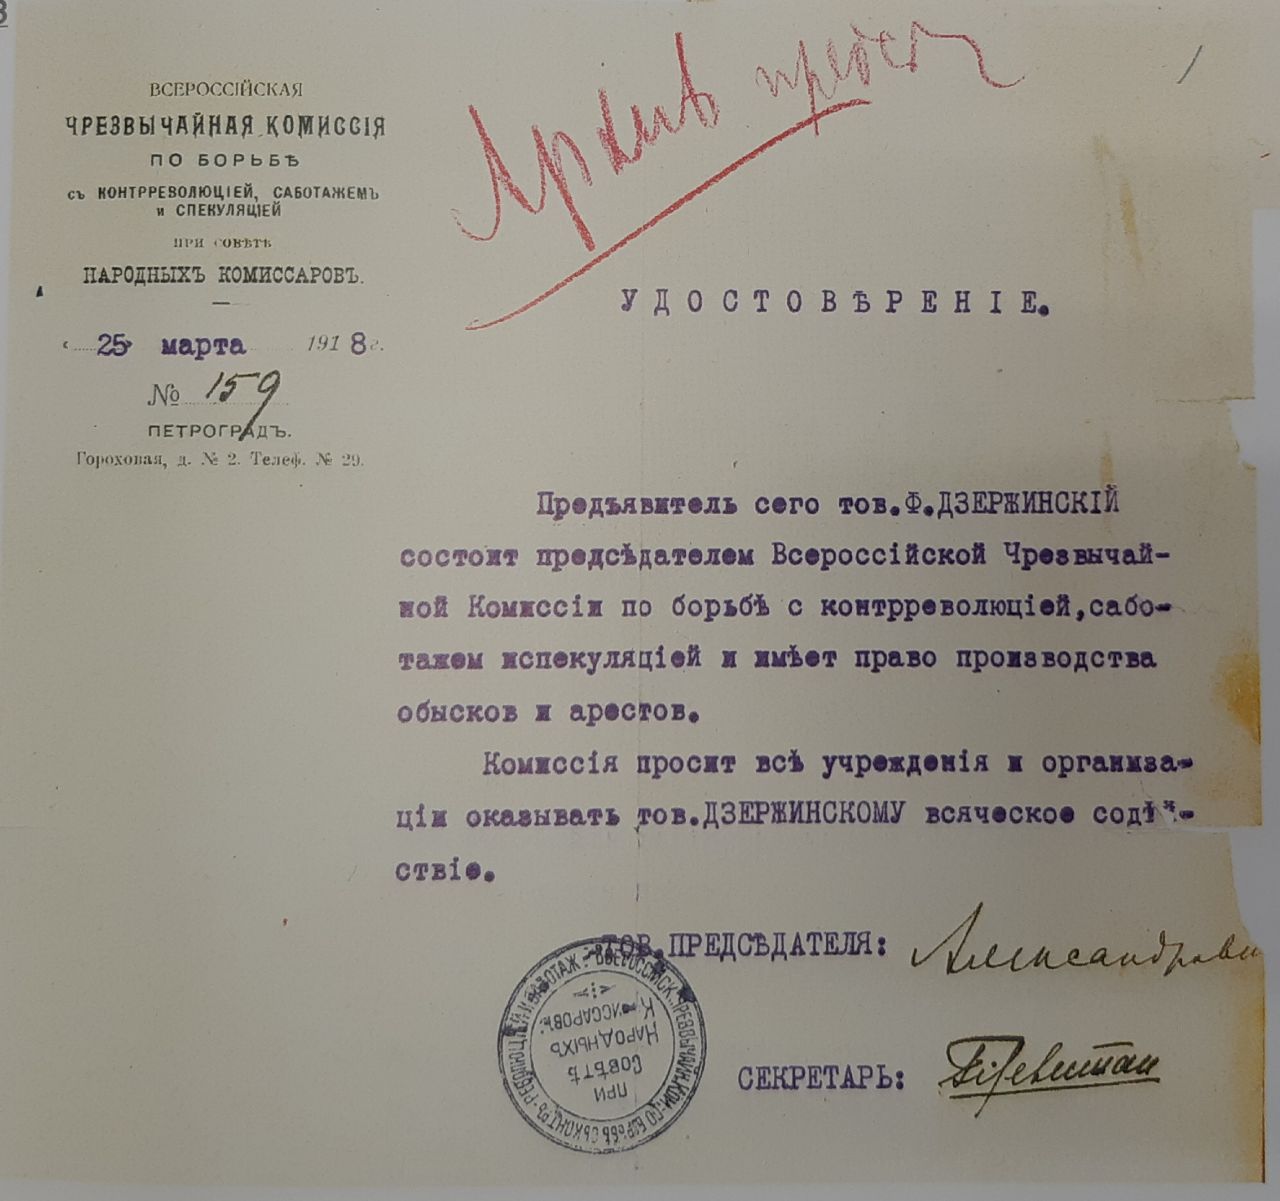 Архивъ
1
ВСЕРОССІЙСКАЯ
ЧРЕЗВЫЧАЙНАЯ КОМИССІЯ
ПО БОРЬБѢ
съ КОНТРРЕВОЛЮЦІЕЙ, САБОТАЖЕМЪ
и СПЕКУЛЯЦІЕЙ
ПРИ СОВѢТѢ
НАРОДНЫХЪ КОМИССАРОВЪ.
25 марта 1918 г.
№ 159
ПЕТРОГРАДЪ.
Гороховая, д. № 2. Телеф. № 29.
УДОСТОВѢРЕНІЕ.
Предъявитель сего тов.Ф.ДЗЕРЖИНСКІЙ
состоит предсѣдателем Всероссійской Чрезвычай-
ной Комиссіи по борьбѣ с контрреволюціей,сабо-
тажем испекуляціей и имѣет право производства
обысков и арестов.
Комиссія просит всѣ учрежденія и организа-
ціи оказывать тов.ДЗЕРЖИНСКОМУ всяческое содѣй-
ствіе.
ТОВ.ПРЕДСѢДАТЕЛЯ: Александрови
СЕКРЕТАРЬ:
ПРИ
СОВѢТѢ
НАРОДНЫХЪ
КОМИССАРОВЪ.